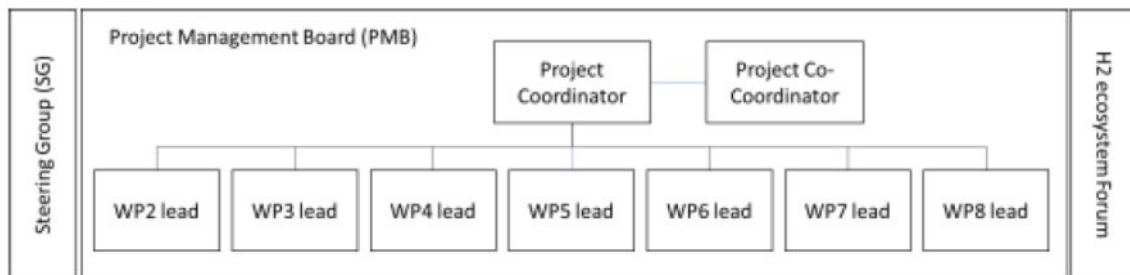 Steering Group (SG)
Project Management Board (PMB)
Project
Coordinator
Project Co-
Coordinator
WP2 lead
WP3 lead
WP4 lead
WP5 lead
WP6 lead
WP7 lead
WP8 lead
H2 ecosystem Forum